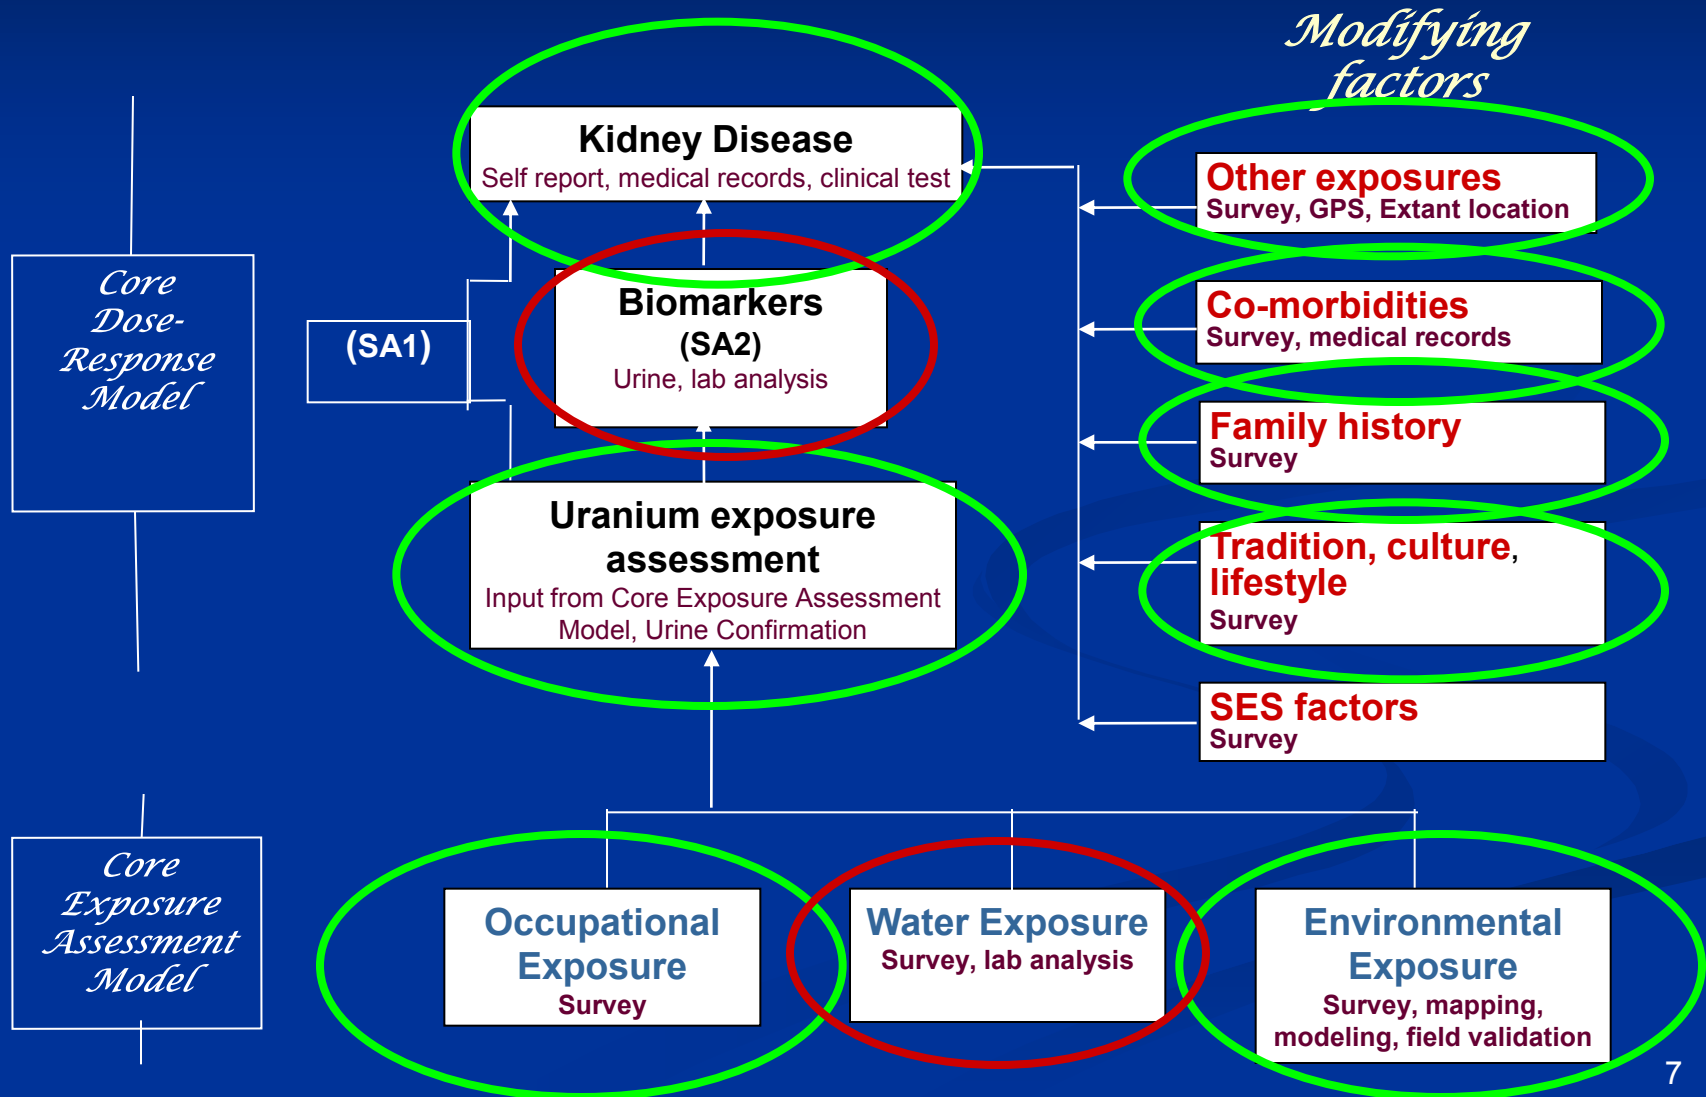 Modifying
factors
Kidney Disease
Self report, medical records, clinical test
Other exposures
Survey, GPS, Extant location
Core
Dose-
Response
Model
(SA1)
Biomarkers
(SA2)
Urine, lab analysis
Co-morbidities
Survey, medical records
Family history
Survey
Uranium exposure
assessment
Input from Core Exposure Assessment
Model, Urine Confirmation
Tradition, culture,
lifestyle
Survey
SES factors
Survey
Core
Exposure
Assessment
Model
Occupational
Exposure
Survey
Water Exposure
Survey, lab analysis
Environmental
Exposure
Survey, mapping,
modeling, field validation
7